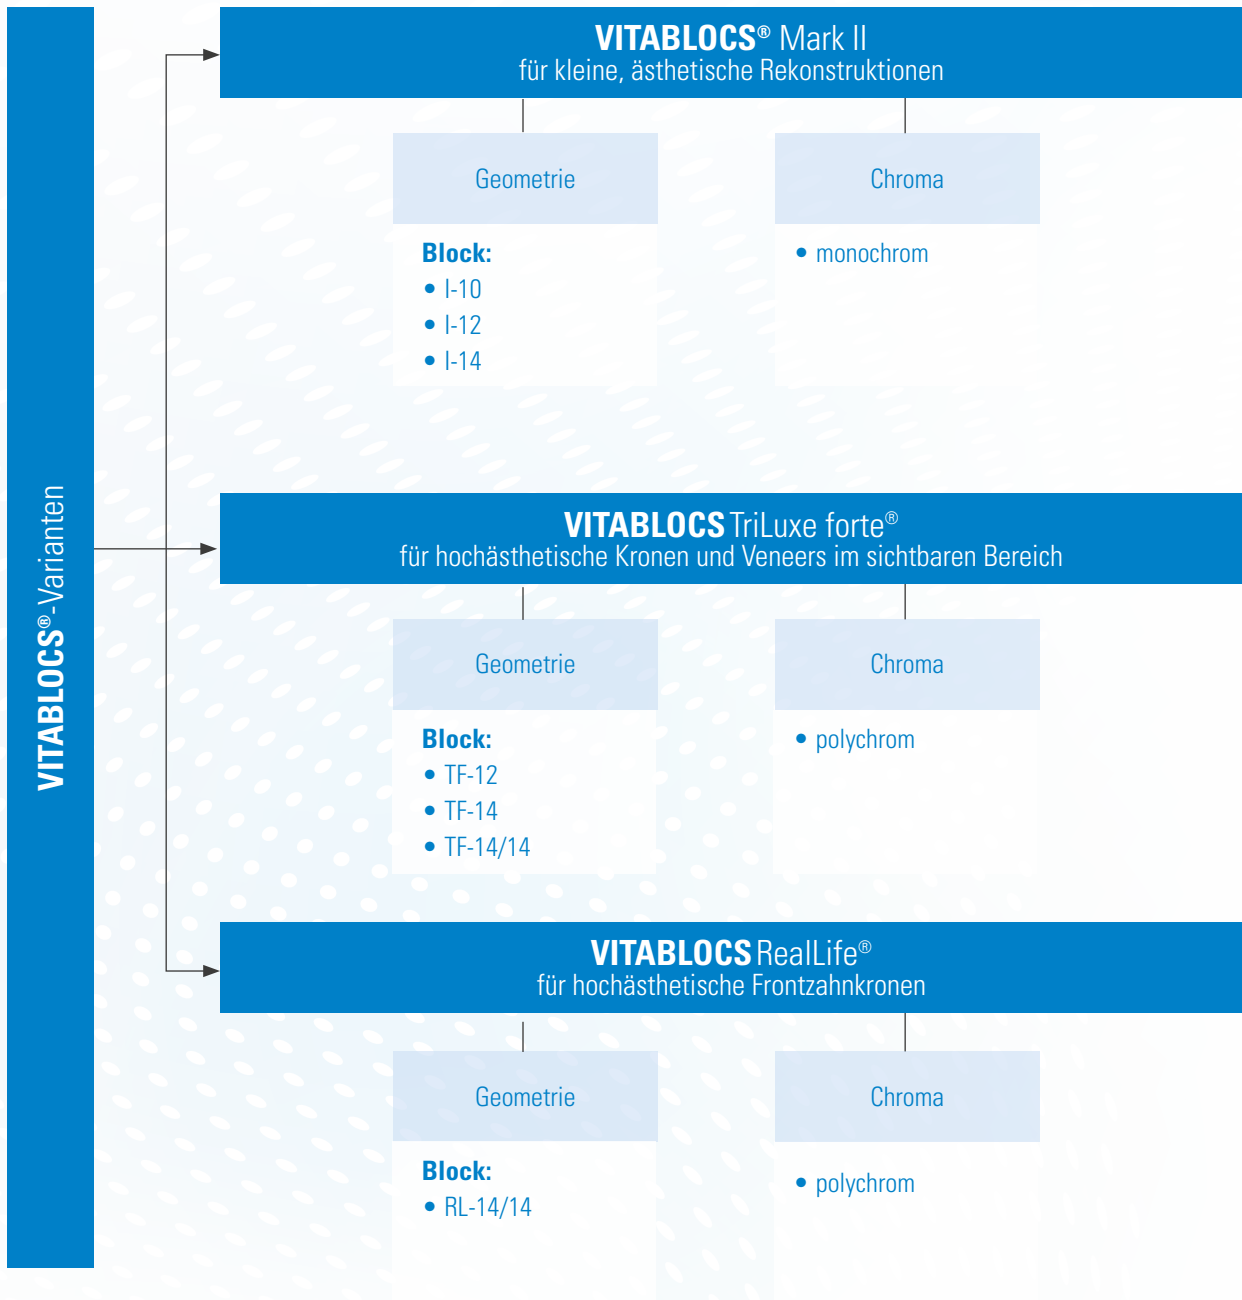 VITABLOCS®-Varianten
VITABLOCS® Mark II
für kleine, ästhetische Rekonstruktionen
Geometrie
Block:
• I-10
• I-12
• I-14
Chroma
• monochrom
VITABLOCS TriLuxe forte®
für hochästhetische Kronen und Veneers im sichtbaren Bereich
Geometrie
Block:
• TF-12
• TF-14
• TF-14/14
Chroma
• polychrom
VITABLOCS RealLife®
für hochästhetische Frontzahnkronen
Geometrie
Block:
• RL-14/14
Chroma
• polychrom